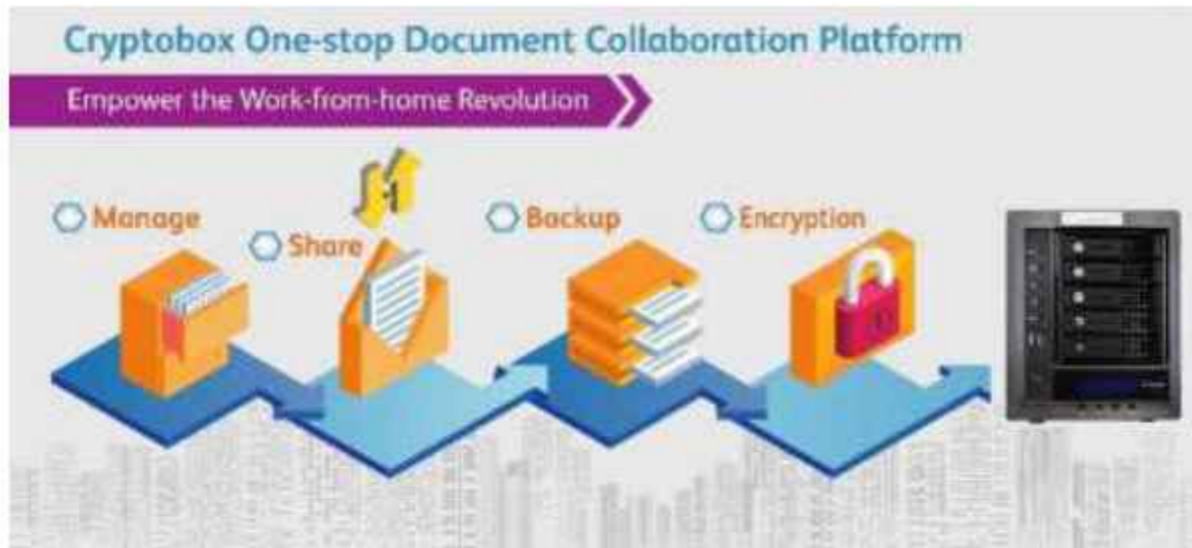 Cryptobox One-stop Document Collaboration Platform
Empower the Work-from-home Revolution
Manage
Share
Backup
Encryption